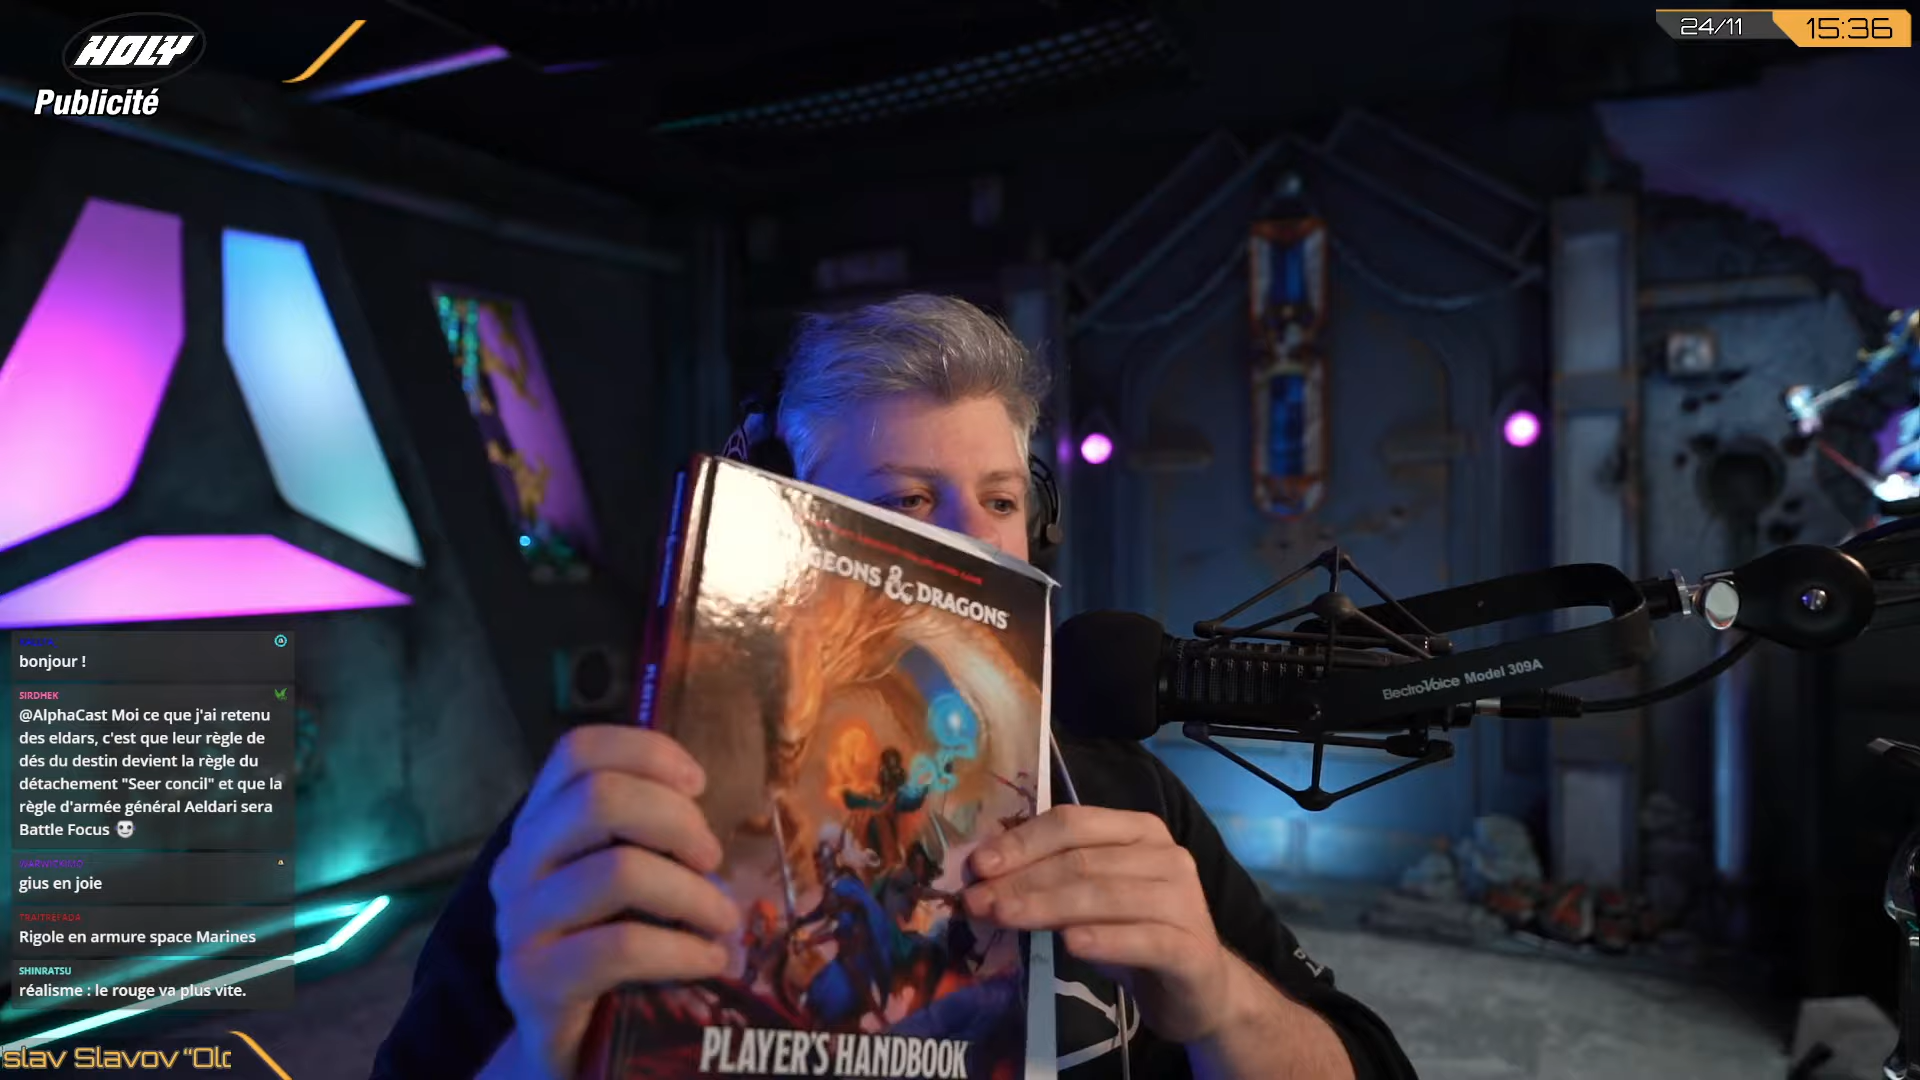 HOLY
Publicité
24/11
15:36
GEONS & DRAGONS
PLAYER'S HANDBOOK
ElectroVoice Model 309A
bonjour !
SIRDHEK
@AlphaCast Moi ce que j'ai retenu
des eldars, c'est que leur règle de
dés du destin devient la règle du
détachement "Seer concil" et que la
règle d'armée général Aeldari sera
Battle Focus
gius en joie
TRAITREFADA
Rigole en armure space Marines
SHINRATSU
réalisme : le rouge va plus vite.
slav Slavov "Old